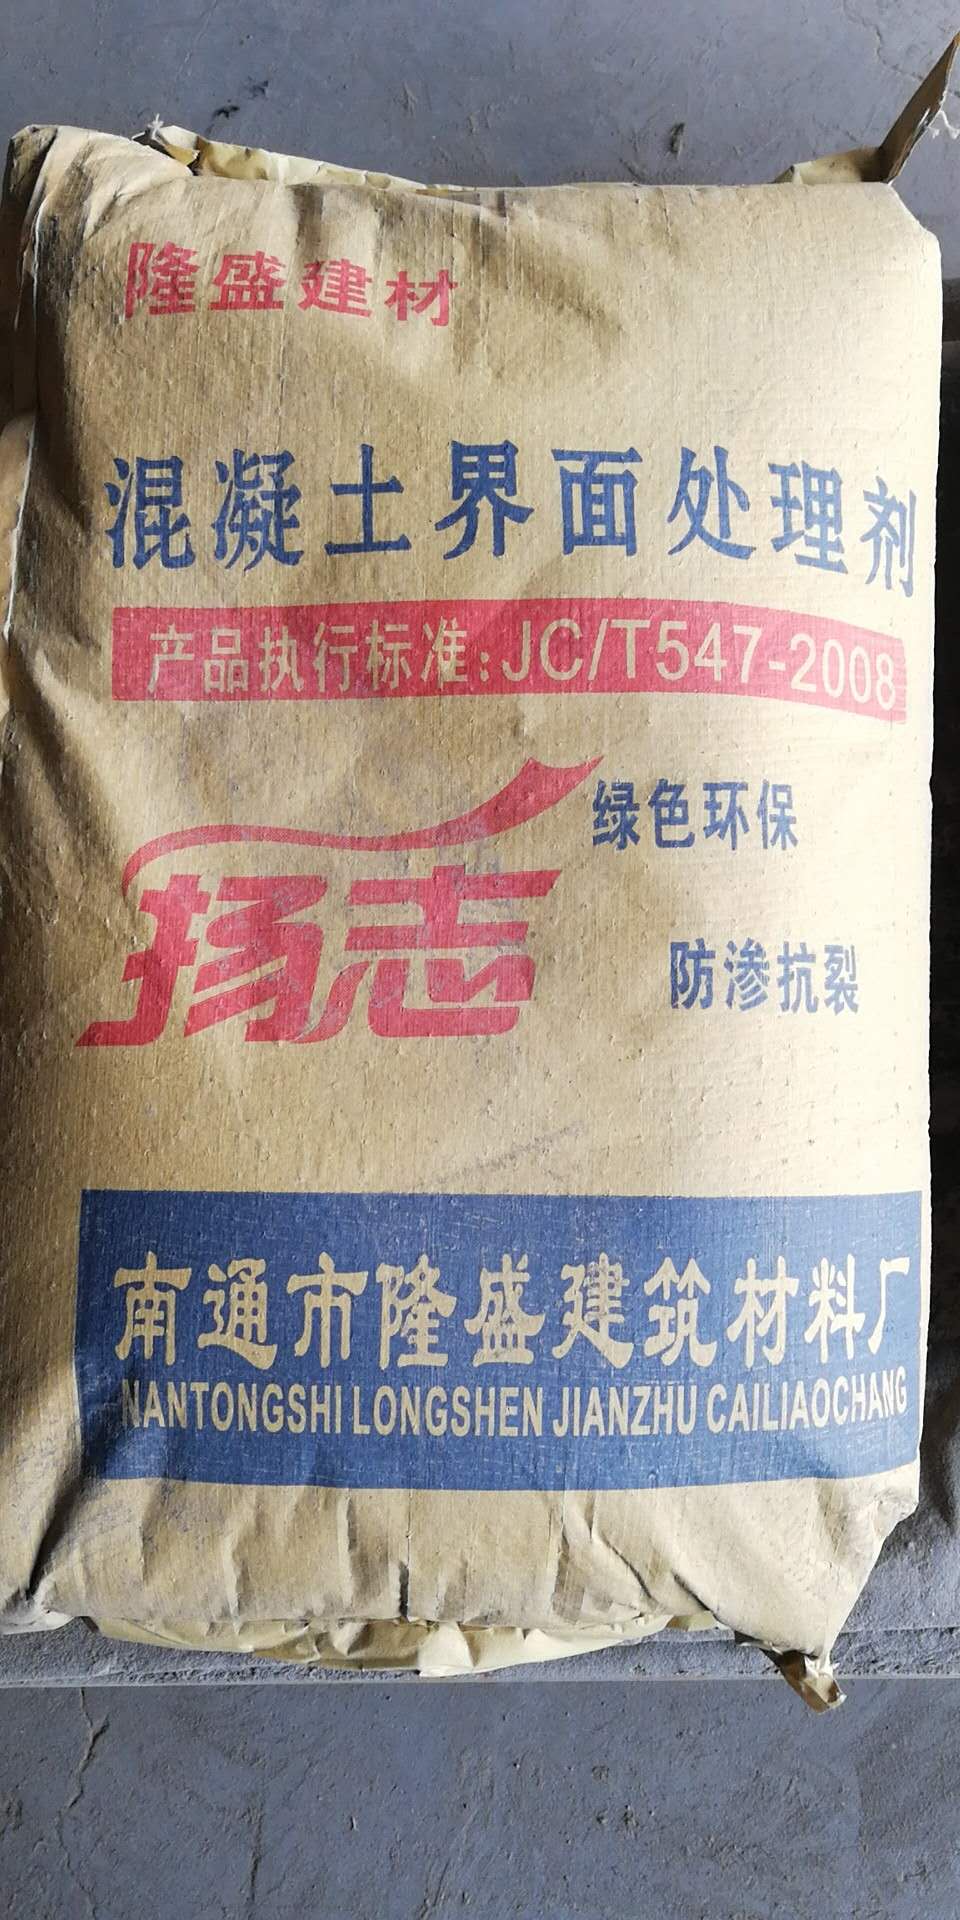 隆盛建材
混凝土界面处理剂
产品执行标准:JC/T547-2008
绿色环保
扬志
防渗抗裂
南通市隆盛建筑材料厂
NANTONGSHI LONGSHEN JIANZHU CAILIAOCHANG